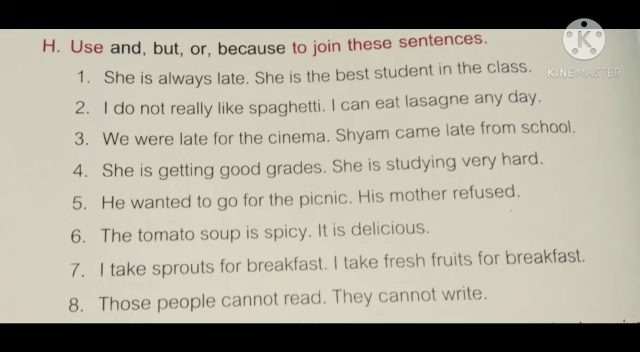 H. Use and, but, or, because to join these sentences.
1. She is always late. She is the best student in the class.
KINEMASTER
2. I do not really like spaghetti. I can eat lasagne any day.
3. We were late for the cinema. Shyam came late from school.
4. She is getting good grades. She is studying very hard.
5. He wanted to go for the picnic. His mother refused.
6. The tomato soup is spicy. It is delicious.
7. I take sprouts for breakfast. I take fresh fruits for breakfast.
8. Those people cannot read. They cannot write.